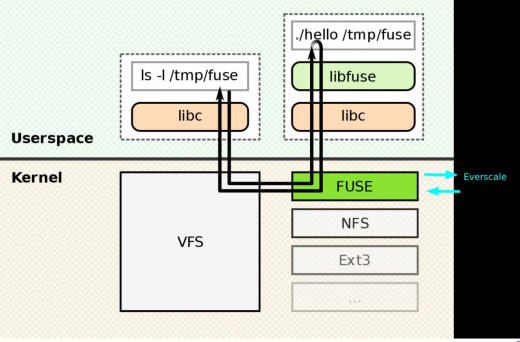 ./hello /tmp/fuse
ls -l /tmp/fuse
libfuse
libc
libc
Userspace
Kernel
FUSE
Everscale
NFS
VFS
Ext3
...